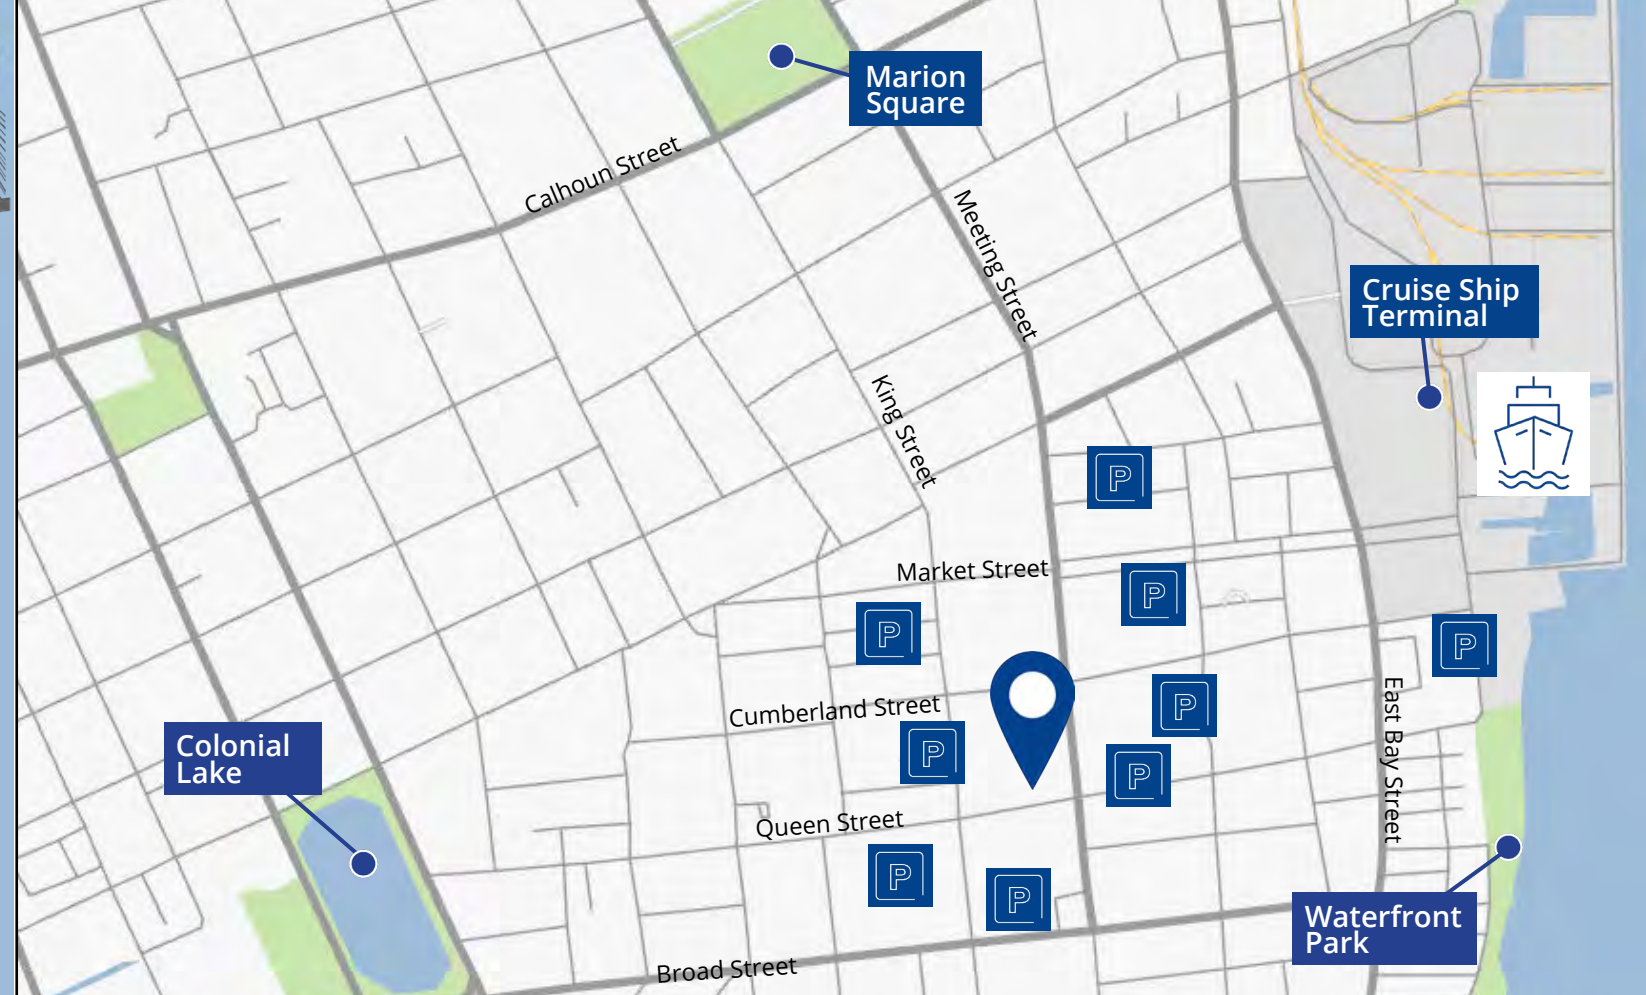 Marion
Square
Calhoun Street
Meeting Street
Cruise Ship
Terminal
King Street
P
Market Street
P
P
P
Cumberland Street
P
East Bay Street
P
Colonial
Lake
P
Queen Street
P
P
Waterfront
Park
Broad Street